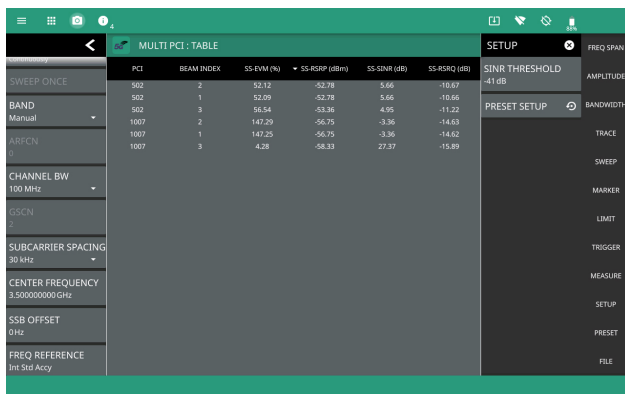 4
88%
5G MULTI PCI : TABLE
SETUP
FREQ SPAN
Continuously
SWEEP ONCE
BAND
Manual
ARFCN
0
CHANNEL BW
100 MHz
GSCN
2
SUBCARRIER SPACING
30 kHz
CENTER FREQUENCY
3.500000000 GHz
SSB OFFSET
0 Hz
FREQ REFERENCE
Int Std Accy
PCI BEAM INDEX SS-EVM (%) SS-RSRP (dBm) SS-SINR (dB) SS-RSRQ (dB)
502 2 52.12 -52.78 5.66 -10.67
502 1 52.09 -52.78 5.66 -10.66
502 3 56.54 -53.36 4.95 -11.22
1007 2 147.29 -56.75 -3.36 -14.63
1007 1 147.25 -56.75 -3.36 -14.62
1007 3 4.28 -58.33 27.37 -15.89
SINR THRESHOLD
-41 dB
PRESET SETUP
AMPLITUDE
BANDWIDTH
TRACE
SWEEP
MARKER
LIMIT
TRIGGER
MEASURE
SETUP
PRESET
FILE